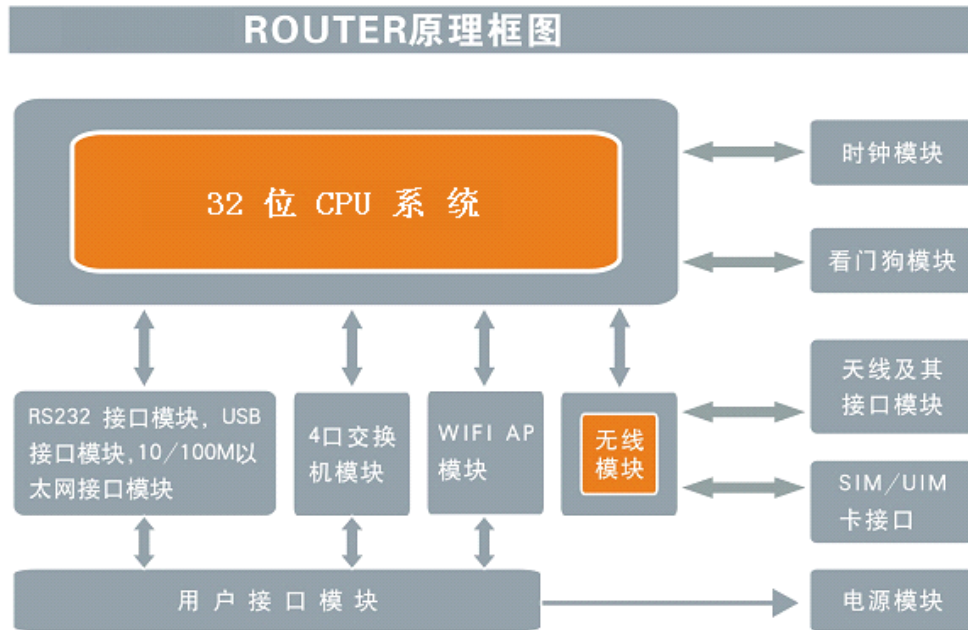 ROUTER原理框图
32 位 CPU 系 统
时钟模块
看门狗模块
天线及其
接口模块
RS232 接口模块, USB
接口模块,10/100M以
太网接口模块
4口交换
机模块
WIFI AP
模块
无线
模块
SIM/UIM
卡接口
用 户 接 口 模 块
电源模块